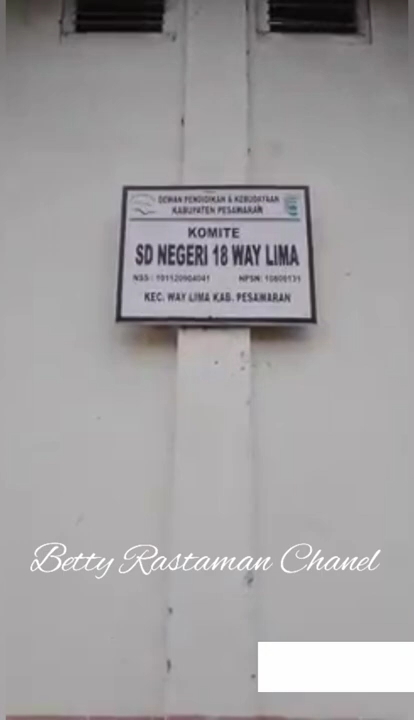 DEWAN PENDIDIKAN & KEBUDAYAAN
KABUPATEN PESAWARAN
KOMITE
SD NEGERI 18 WAY LIMA
NSS : 101120904041 NPSN: 10800131
KEC. WAY LIMA KAB. PESAWARAN
Betty Rastaman Chanel